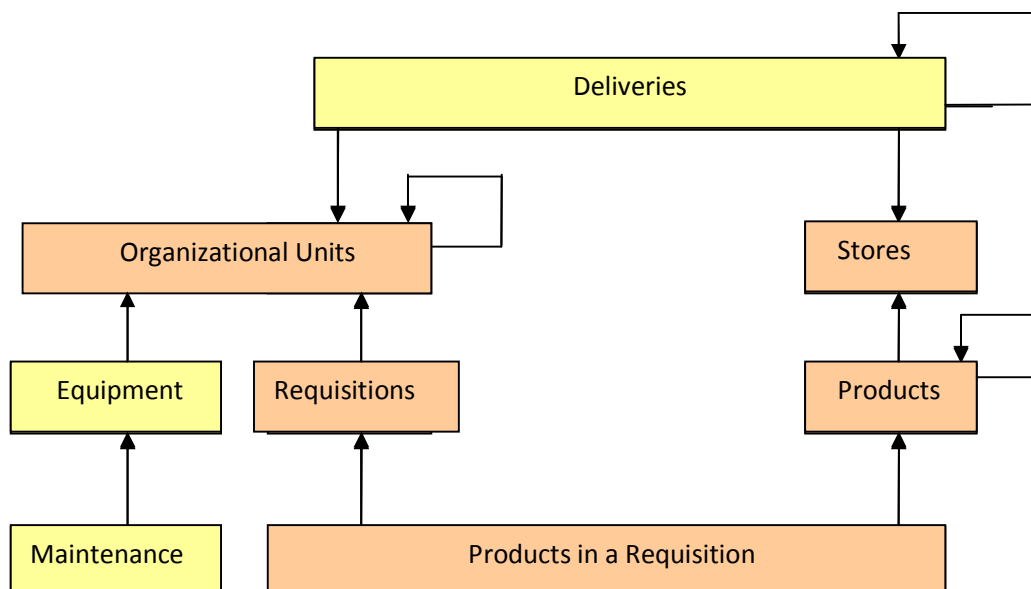 Deliveries
Organizational Units
Stores
Equipment
Requisitions
Products
Maintenance
Products in a Requisition